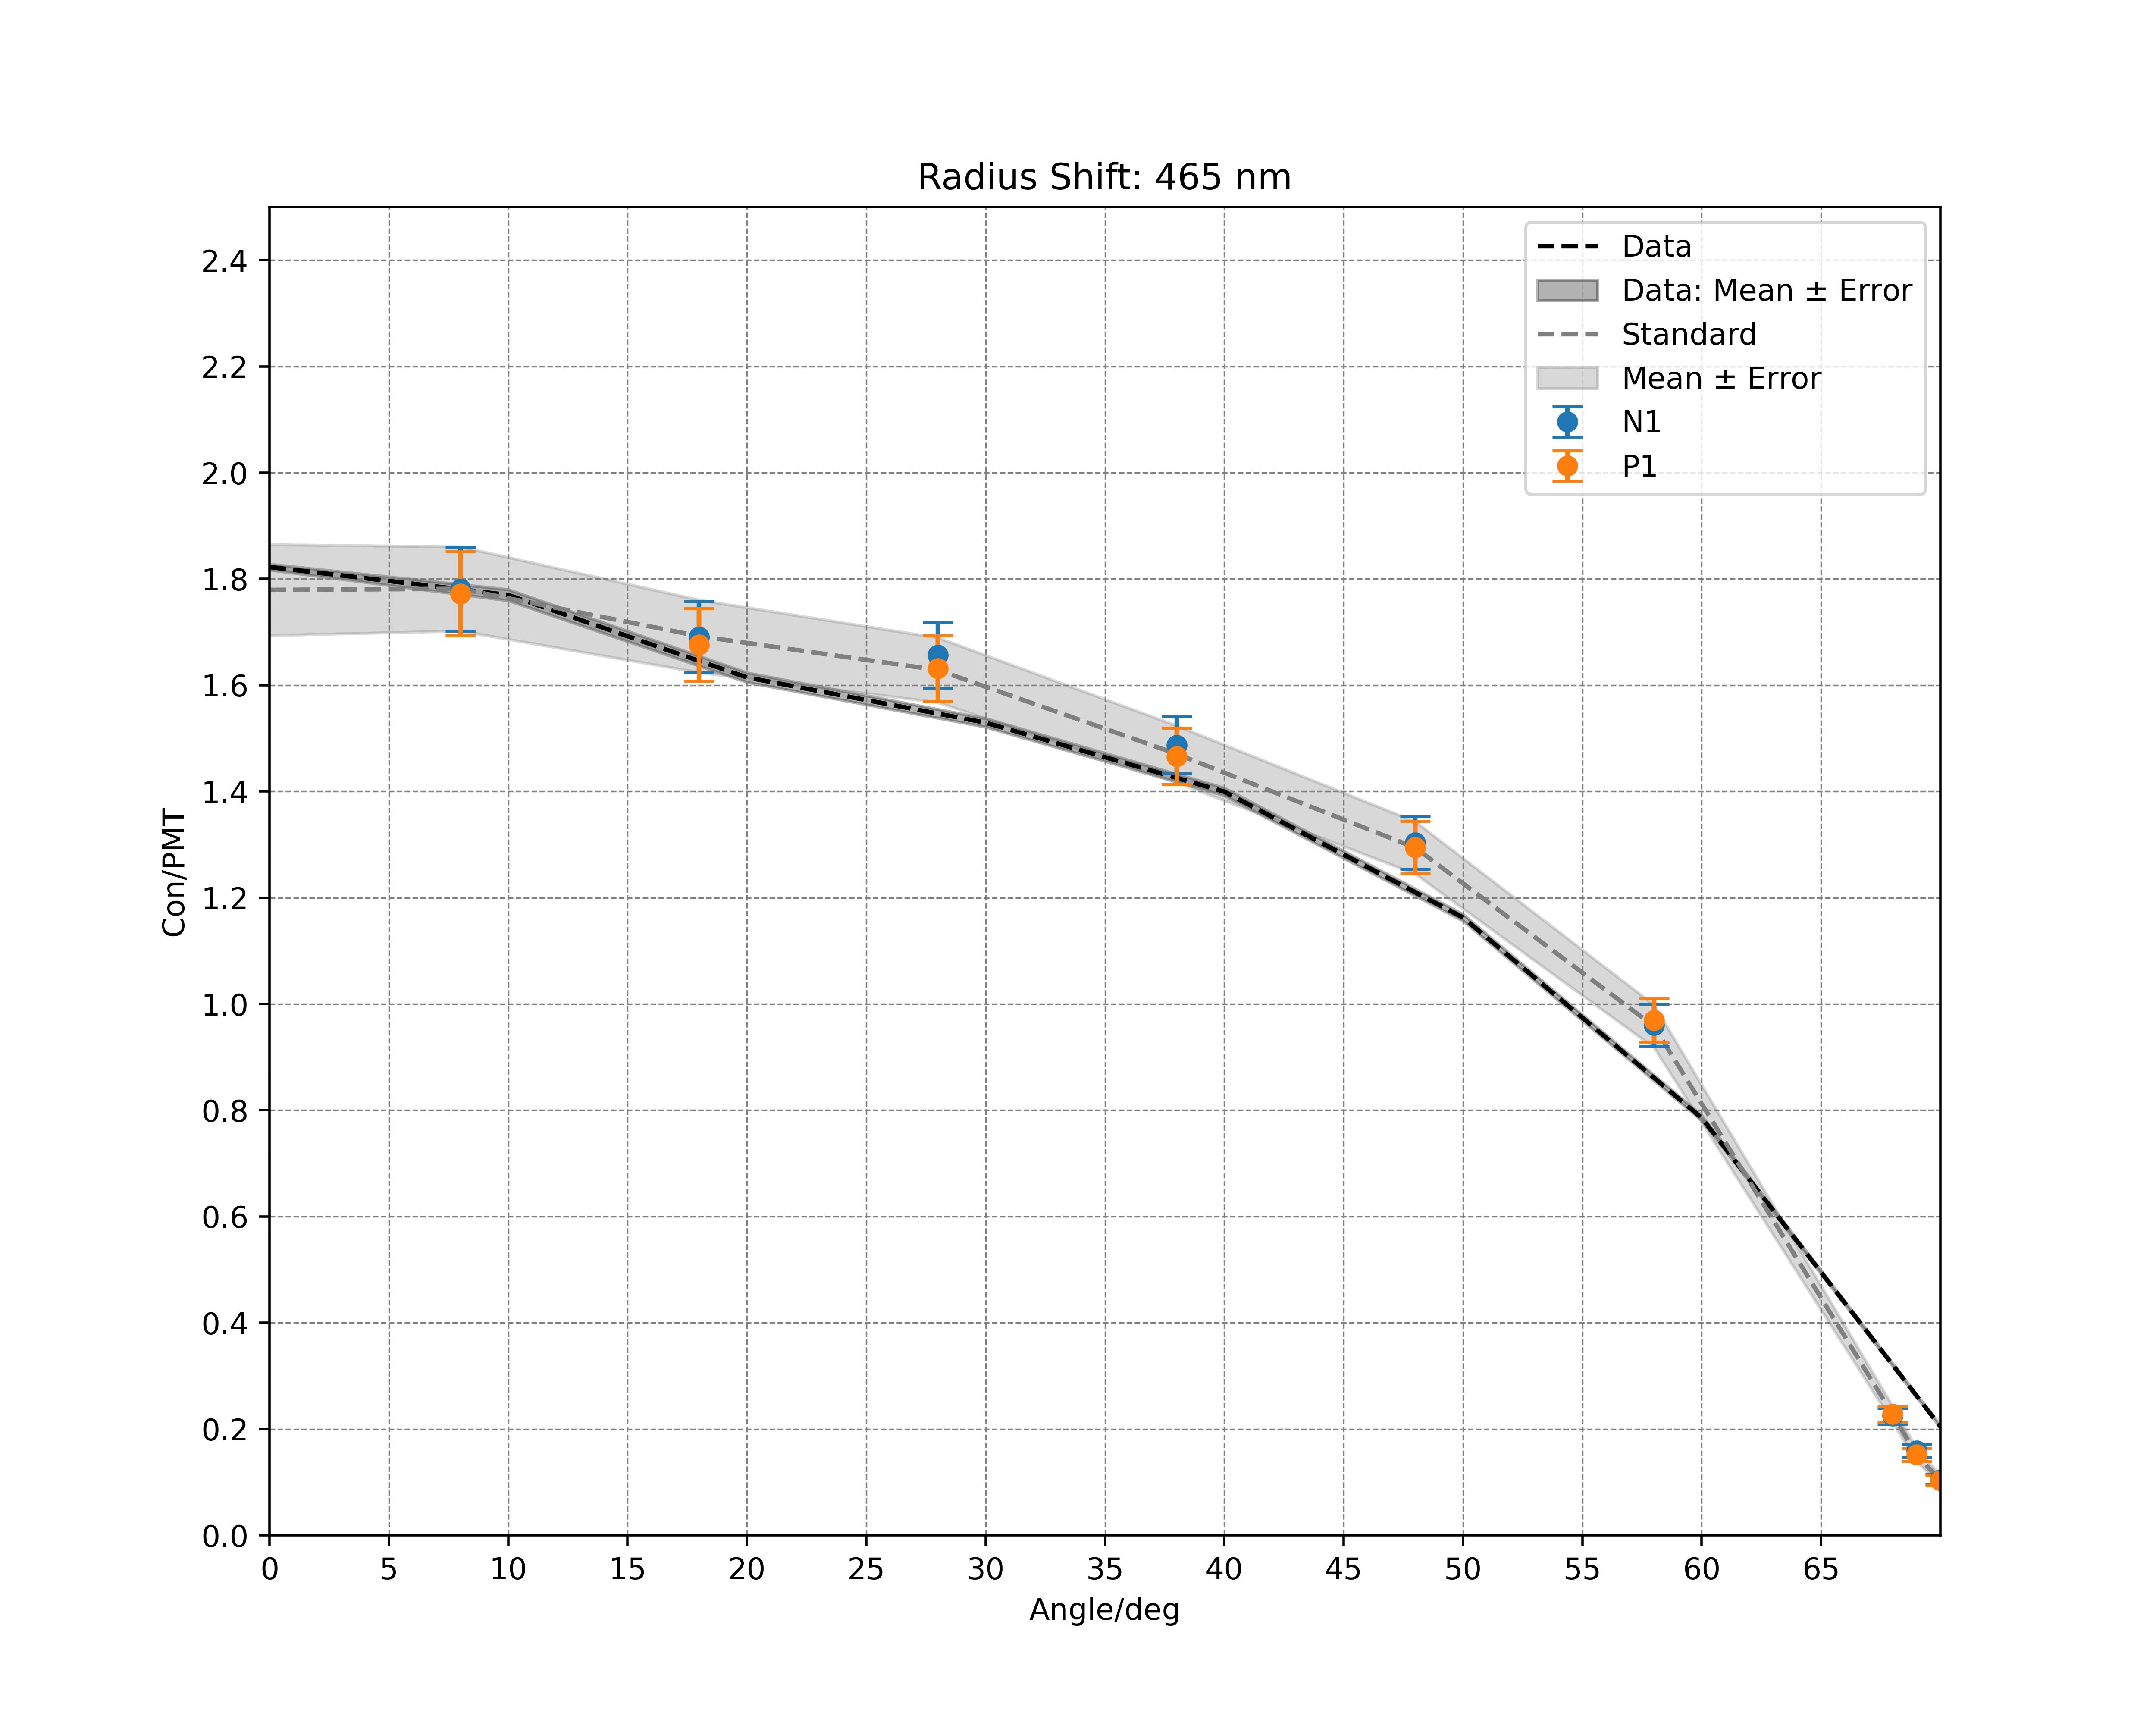 Radius Shift: 465 nm
Data
Data: Mean ± Error
Standard
Mean ± Error
N1
P1
2.4
2.2
2.0
1.8
1.6
1.4
1.2
1.0
0.8
0.6
0.4
0.2
0.0
Con/PMT
0 5 10 15 20 25 30 35 40 45 50 55 60 65
Angle/deg